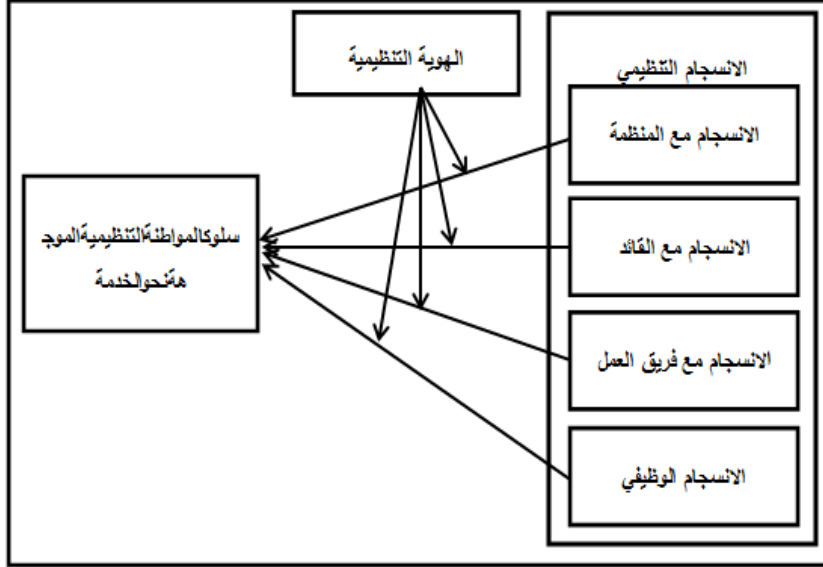 الهوية التنظيمية
الانسجام التنظيمي
الانسجام مع المنظمة
الانسجام مع القائد
الانسجام مع فريق العمل
الانسجام الوظيفي
سلوكالمواطنةالتنظيميةالموج
هةنحوالخدمة